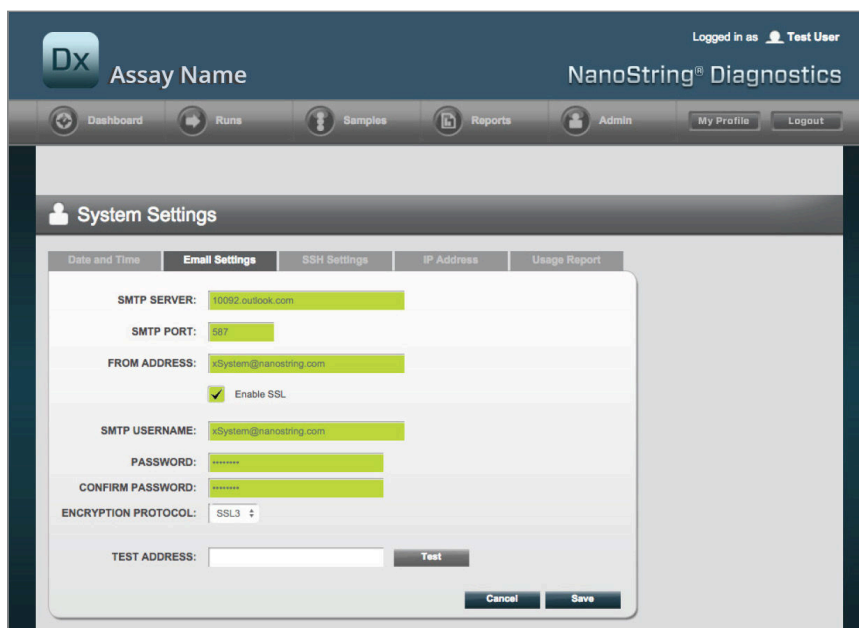 Logged in as Test User
Dx
Assay Name
NanoString® Diagnostics
Dashboard Runs Samples Reports Admin My Profile Logout
System Settings
Date and Time Email Settings SSH Settings IP Address Usage Report
SMTP SERVER: 10092.outlook.com
SMTP PORT: 587
FROM ADDRESS: xSystem@nanostring.com
Enable SSL
SMTP USERNAME: xSystem@nanostring.com
PASSWORD: ••••••••
CONFIRM PASSWORD: ••••••••
ENCRYPTION PROTOCOL: SSL3
TEST ADDRESS: Test
Cancel Save